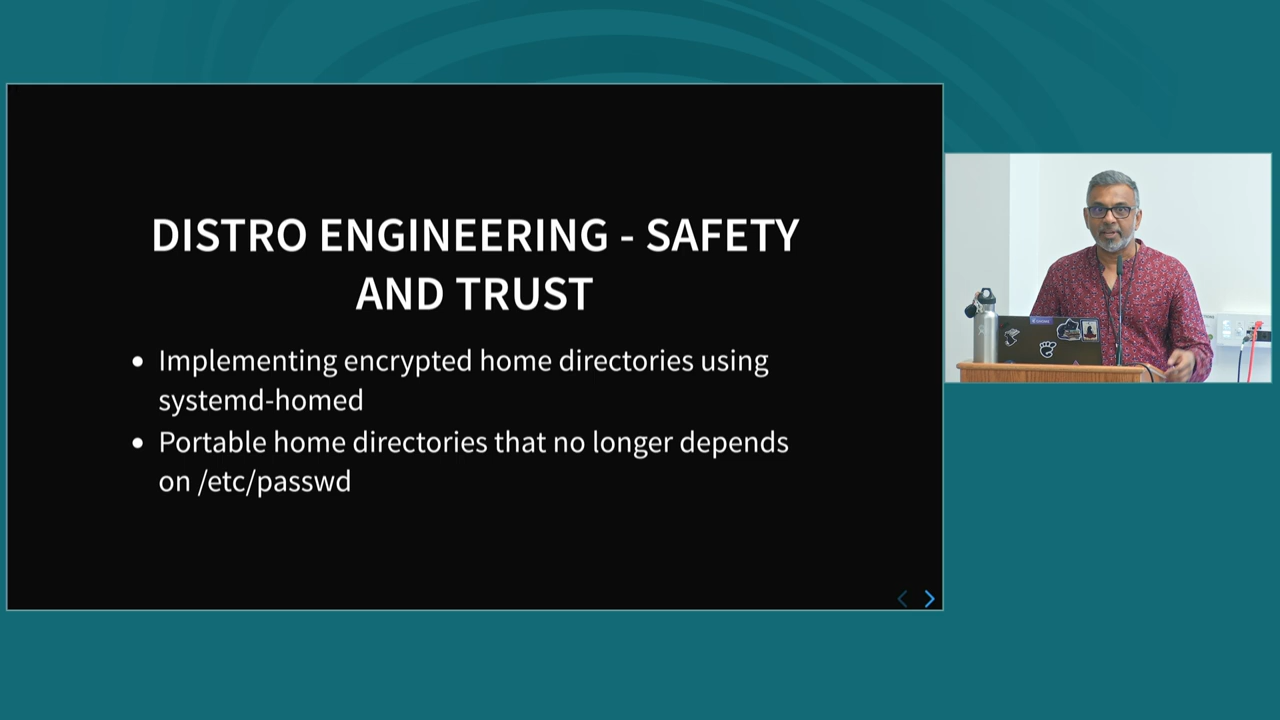 DISTRO ENGINEERING - SAFETY
AND TRUST
• Implementing encrypted home directories using
systemd-homed
• Portable home directories that no longer depends
on /etc/passwd